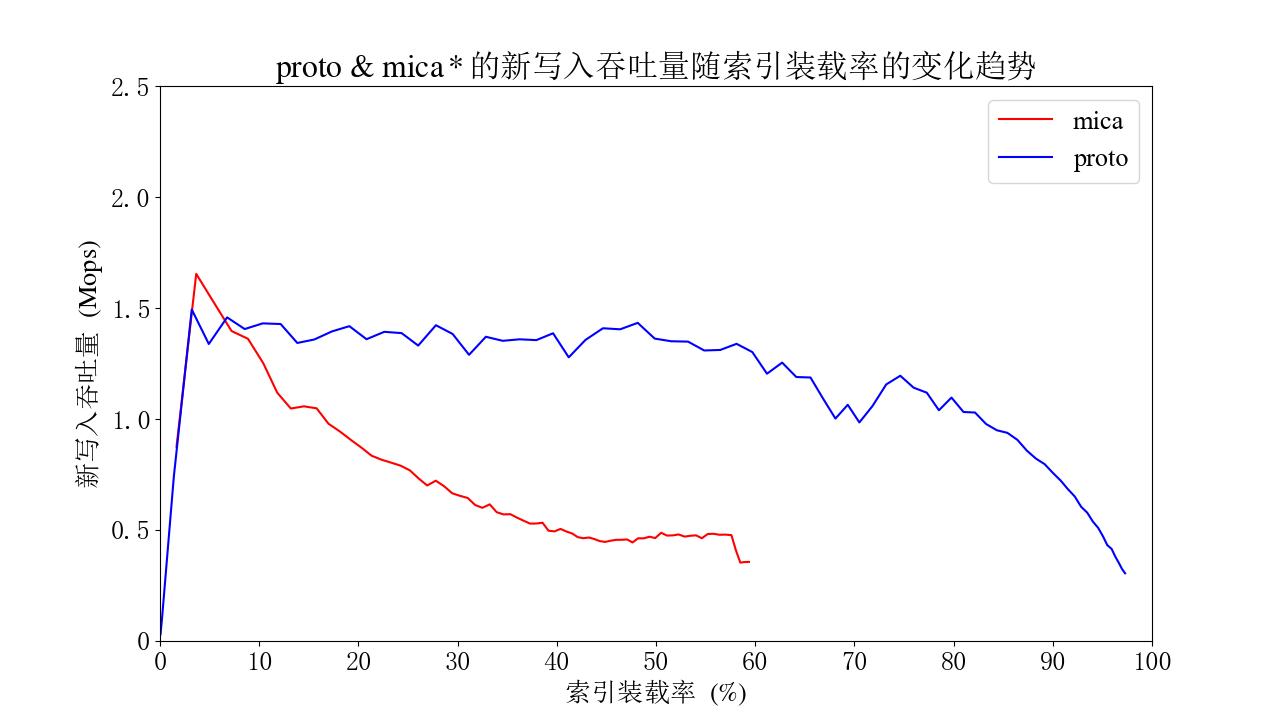 proto & mica * 的新写入吞吐量随索引装载率的变化趋势
mica
proto
2.5
2.0
1.5
1.0
0.5
0
新写入吞吐量 (Mops)
0 10 20 30 40 50 60 70 80 90 100
索引装载率 (%)